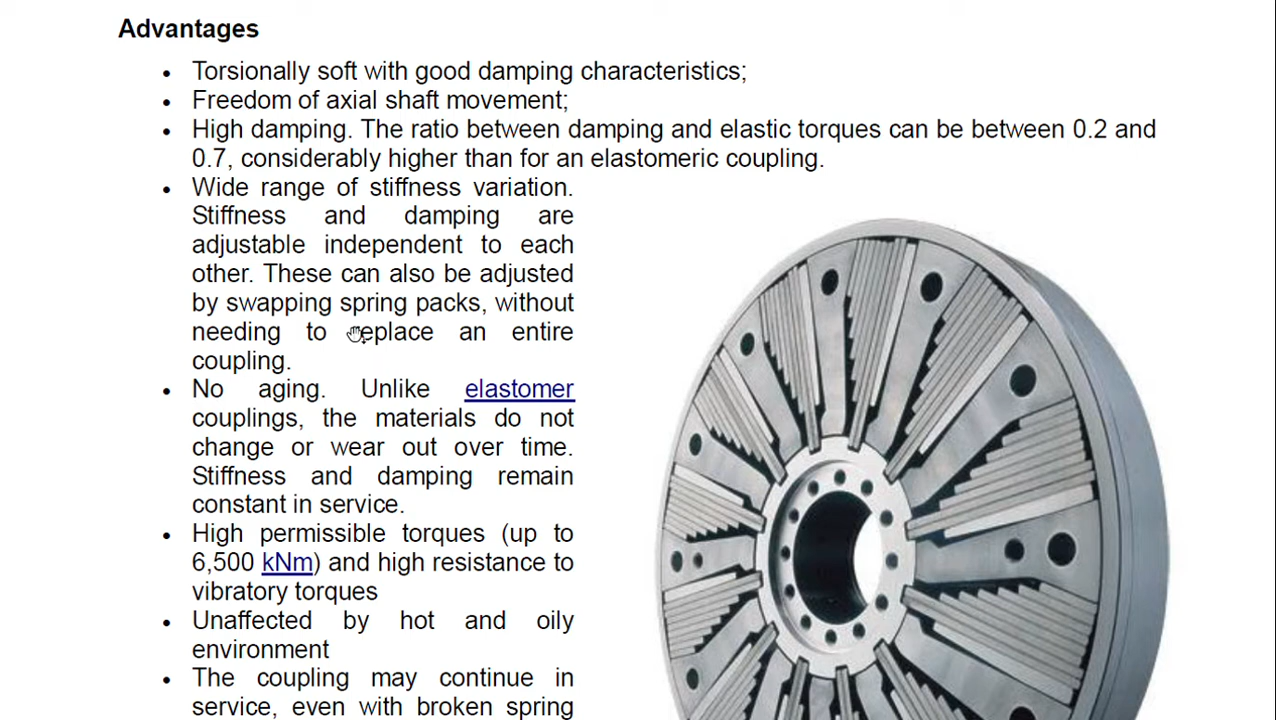 Advantages
• Torsionally soft with good damping characteristics;
• Freedom of axial shaft movement;
• High damping. The ratio between damping and elastic torques can be between 0.2 and
0.7, considerably higher than for an elastomeric coupling.
• Wide range of stiffness variation.
Stiffness and damping are
adjustable independent to each
other. These can also be adjusted
by swapping spring packs, without
needing to replace an entire
coupling.
• No aging. Unlike elastomer
couplings, the materials do not
change or wear out over time.
Stiffness and damping remain
constant in service.
• High permissible torques (up to
6,500 kNm) and high resistance to
vibratory torques
• Unaffected by hot and oily
environment
• The coupling may continue in
service, even with broken spring